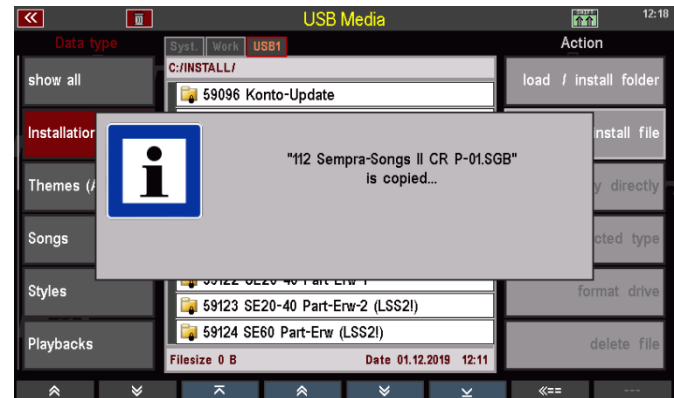 USB Media
12:18
Data type
Syst. Work USB1
Action
C:/INSTALL/
show all
59096 Konto-Update
load / install folder
Installation
install file
"112 Sempra-Songs II CR P-01.SGB"
is copied...
Themes (
directly
Songs
type
Styles
59123 SE20-40 Part-Erw-2 (LSS2!)
format drive
59124 SE60 Part-Erw (LSS2!)
Playbacks
delete file
Filesize 0 B
Date 01.12.2019 12:11
«==
---